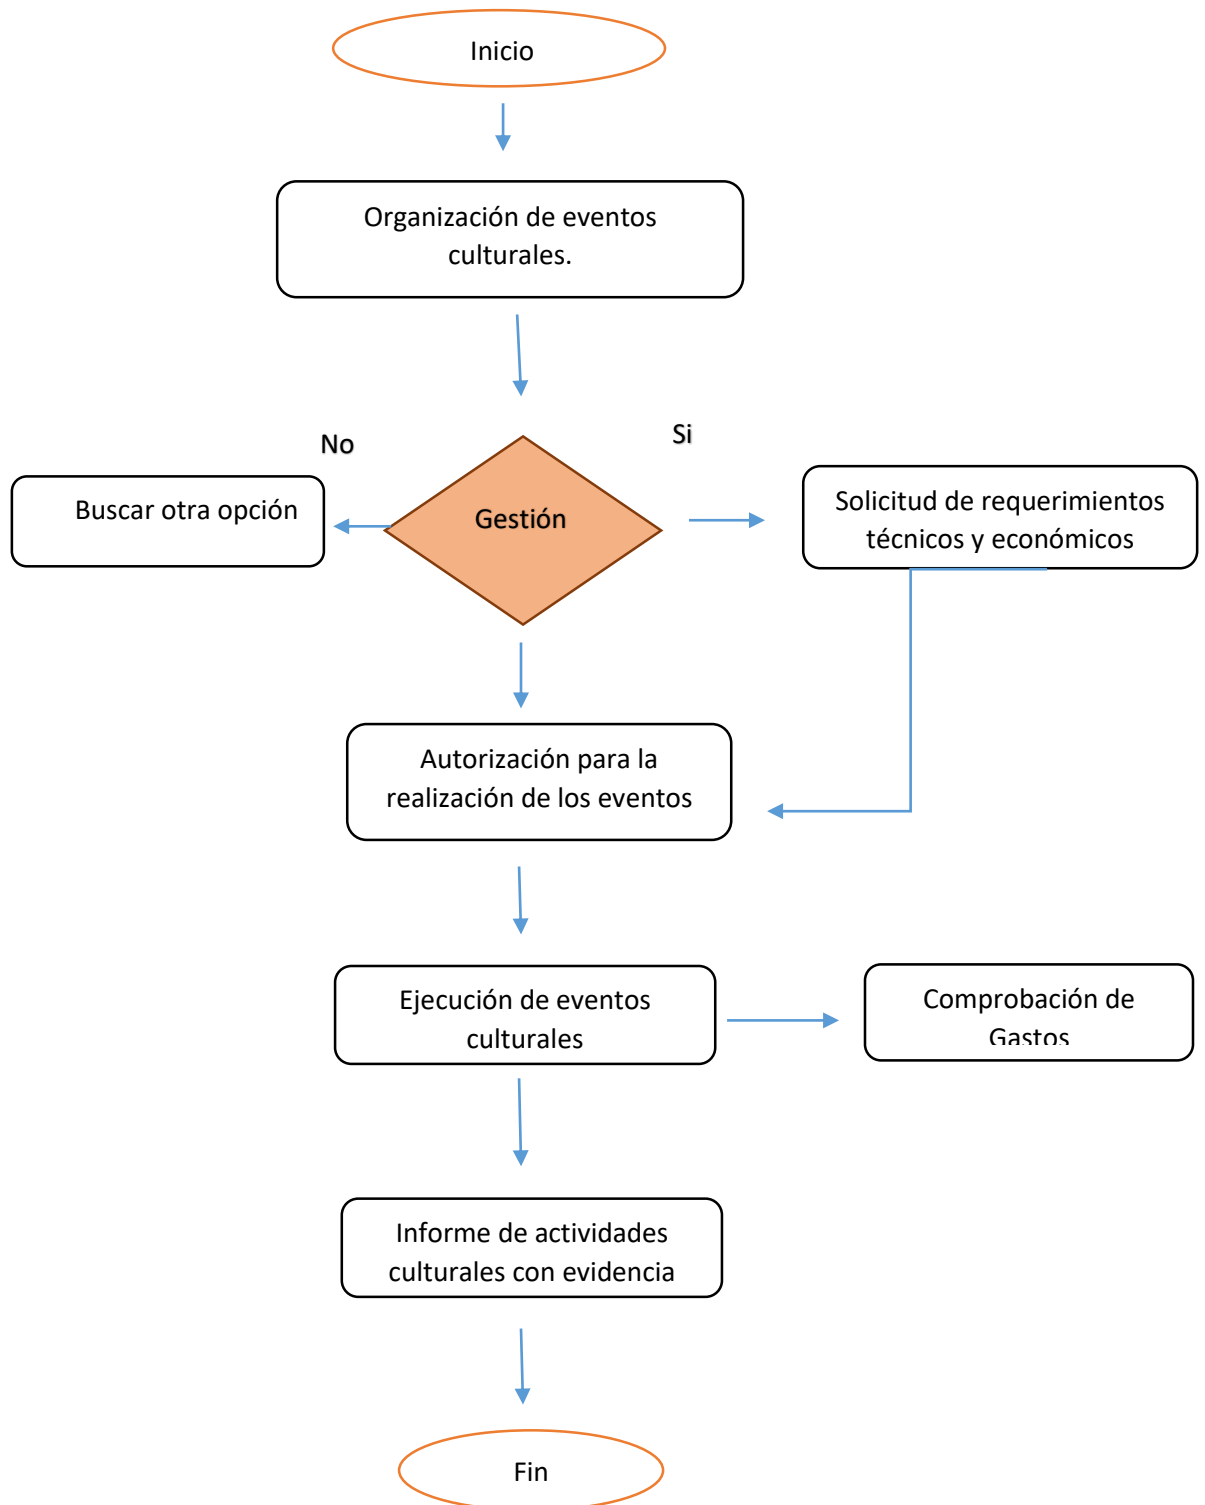 Inicio
Organización de eventos
culturales.
No
Si
Buscar otra opción
Gestión
Solicitud de requerimientos
técnicos y económicos
Autorización para la
realización de los eventos
Ejecución de eventos
culturales
Comprobación de
Gastos
Informe de actividades
culturales con evidencia
Fin